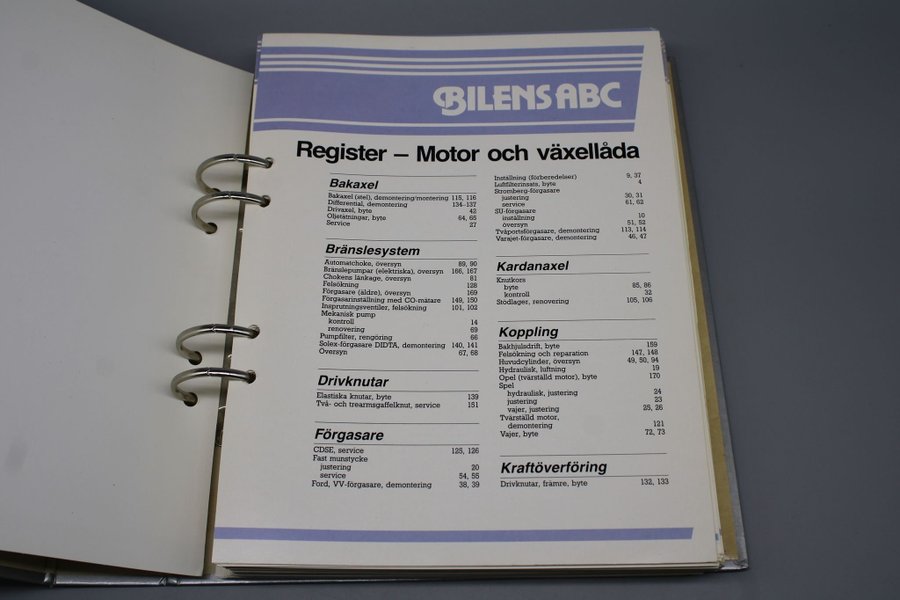 BILENS ABC
Register – Motor och växellåda
Bakaxel
Bakaxel (stel), demontering/montering 115, 116
Differential, demontering 134-137
Drivaxel, byte 42
Oljetätningar, byte 64, 65
Service 27
Bränslesystem
Automatchoke, översyn 89, 90
Bränslepumpar (elektriska), översyn 166, 167
Chokens länkage, översyn 81
Felsökning 128
Förgasare (äldre), översyn 169
Förgasarinställning med CO-mätare 149, 150
Insprutningsventiler, felsökning 101, 102
Mekanisk pump
kontroll 14
renovering 69
Pumpfilter, rengöring 66
Solex-förgasare DIDTA, demontering 140, 141
Översyn 67, 68
Drivknutar
Elastiska knutar, byte 139
Två- och trearmsgaffelknut, service 151
Förgasare
CDSE, service 125, 126
Fast munstycke
justering 20
service 54, 55
Ford, VV-förgasare, demontering 38, 39
Inställning (förberedelser) 9, 37
Luftfilterinsats, byte 4
Stromberg-förgasare
justering 30, 31
service 61, 62
SU-förgasare
inställning 10
översyn 51, 52
Tvåportsförgasare, demontering 113, 114
Varajet-förgasare, demontering 46, 47
Kardanaxel
Knutkors
byte 85, 86
kontroll 32
Stödlager, renovering 105, 106
Koppling
Bakhjulsdrift, byte 159
Felsökning och reparation 147, 148
Huvudcylinder, översyn 49, 50, 94
Hydraulisk, luftning 19
Opel (tvärställd motor), byte 170
Spel
hydraulisk, justering 24
justering 23
vajer, justering 25, 26
Tvärställd motor,
demontering 121
Vajer, byte 72, 73
Kraftöverföring
Drivknutar, främre, byte 132, 133